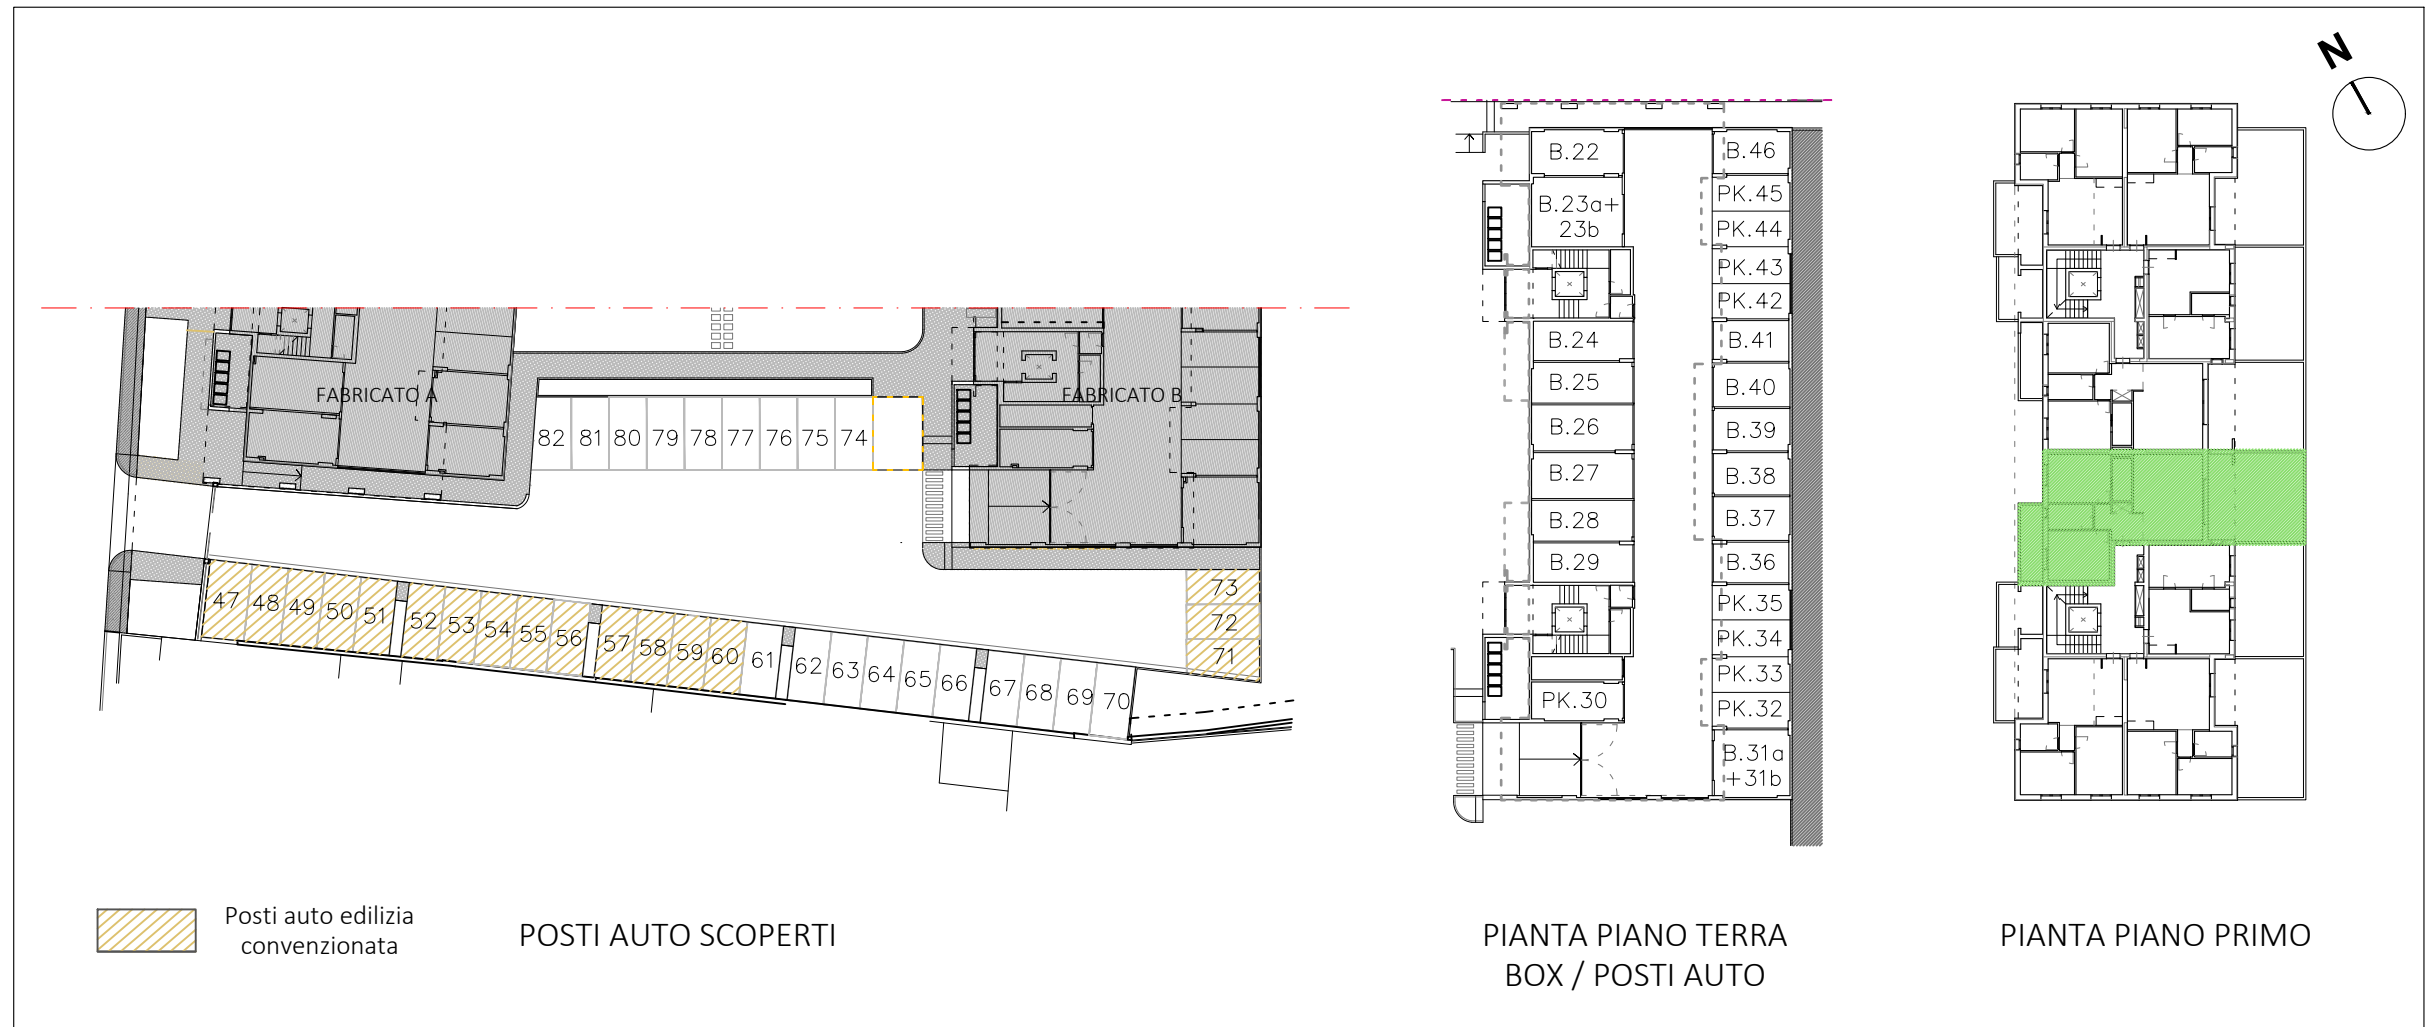 N
FABRICATO A
FABRICATO B
82 81 80 79 78 77 76 75 74
47 48 49 50 51 52 53 54 55 56 57 58 59 60 61 62 63 64 65 66 67 68 69 70
73
72
71
Posti auto edilizia
convenzionata
POSTI AUTO SCOPERTI
B.22
B.23a+
23b
B.24
B.25
B.26
B.27
B.28
B.29
PK.30
B.46
PK.45
PK.44
PK.43
PK.42
B.41
B.40
B.39
B.38
B.37
B.36
PK.35
PK.34
PK.33
PK.32
B.31a
+31b
PIANTA PIANO TERRA
BOX / POSTI AUTO
PIANTA PIANO PRIMO